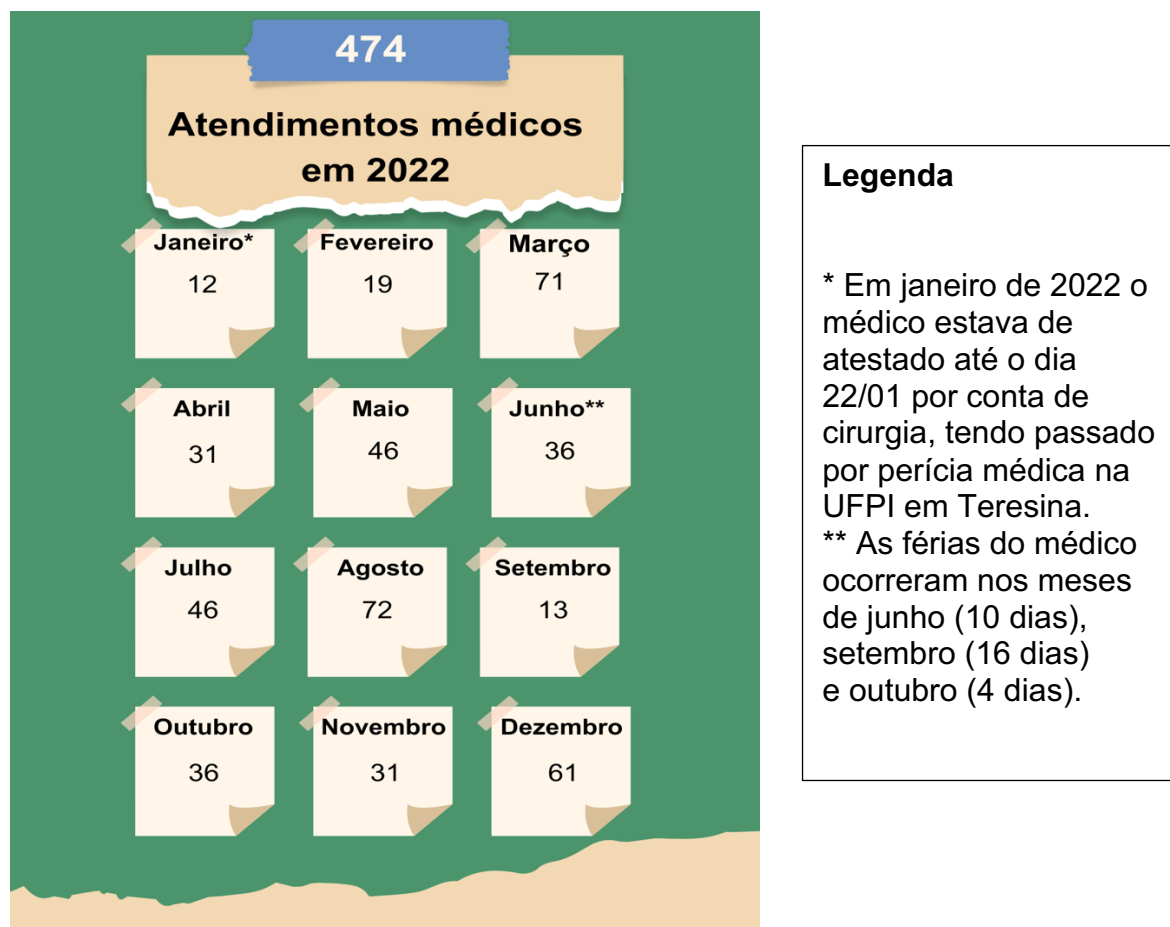 474
Atendimentos médicos
em 2022
Janeiro*
12
Fevereiro
19
Março
71
Abril
31
Maio
46
Junho**
36
Julho
46
Agosto
72
Setembro
13
Outubro
36
Novembro
31
Dezembro
61
Legenda
* Em janeiro de 2022 o
médico estava de
atestado até o dia
22/01 por conta de
cirurgia, tendo passado
por perícia médica na
UFPI em Teresina.
** As férias do médico
ocorreram nos meses
de junho (10 dias),
setembro (16 dias)
e outubro (4 dias).